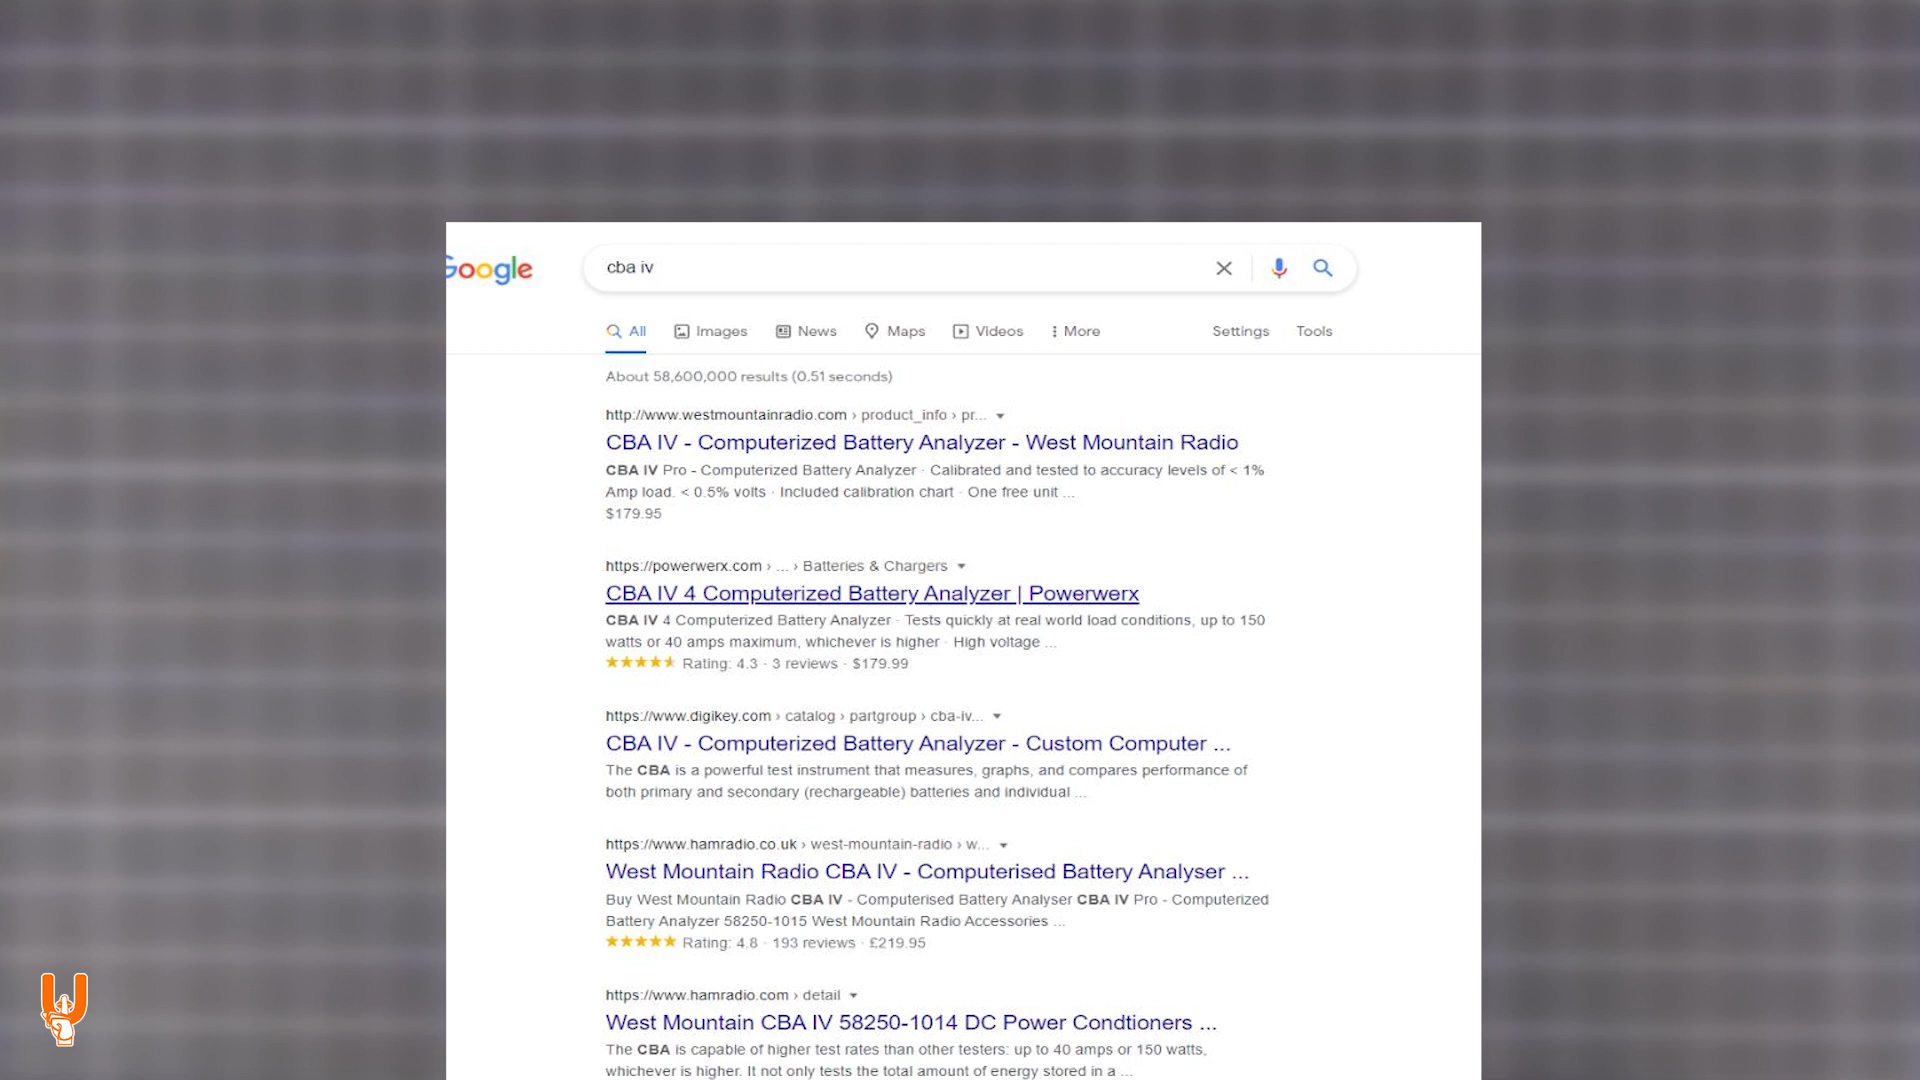 Google
cba iv
All Images News Maps Videos More Settings Tools
About 58,600,000 results (0.51 seconds)
http://www.westmountainradio.com › product_info › pr...
CBA IV - Computerized Battery Analyzer - West Mountain Radio
CBA IV Pro - Computerized Battery Analyzer · Calibrated and tested to accuracy levels of < 1%
Amp load. < 0.5% volts · Included calibration chart · One free unit ...
$179.95
https://powerwerx.com › ... › Batteries & Chargers
CBA IV 4 Computerized Battery Analyzer | Powerwerx
CBA IV 4 Computerized Battery Analyzer · Tests quickly at real world load conditions, up to 150
watts or 40 amps maximum, whichever is higher · High voltage ...
Rating: 4.3 · 3 reviews · $179.99
https://www.digikey.com › catalog › partgroup › cba-iv...
CBA IV - Computerized Battery Analyzer - Custom Computer ...
The CBA is a powerful test instrument that measures, graphs, and compares performance of
both primary and secondary (rechargeable) batteries and individual ...
https://www.hamradio.co.uk › west-mountain-radio › w...
West Mountain Radio CBA IV - Computerised Battery Analyser ...
Buy West Mountain Radio CBA IV - Computerised Battery Analyser CBA IV Pro - Computerized
Battery Analyzer 58250-1015 West Mountain Radio Accessories ...
Rating: 4.8 · 193 reviews · £219.95
https://www.hamradio.com › detail
West Mountain CBA IV 58250-1014 DC Power Condtioners ...
The CBA is capable of higher test rates than other testers: up to 40 amps or 150 watts,
whichever is higher. It not only tests the total amount of energy stored in a ...
U